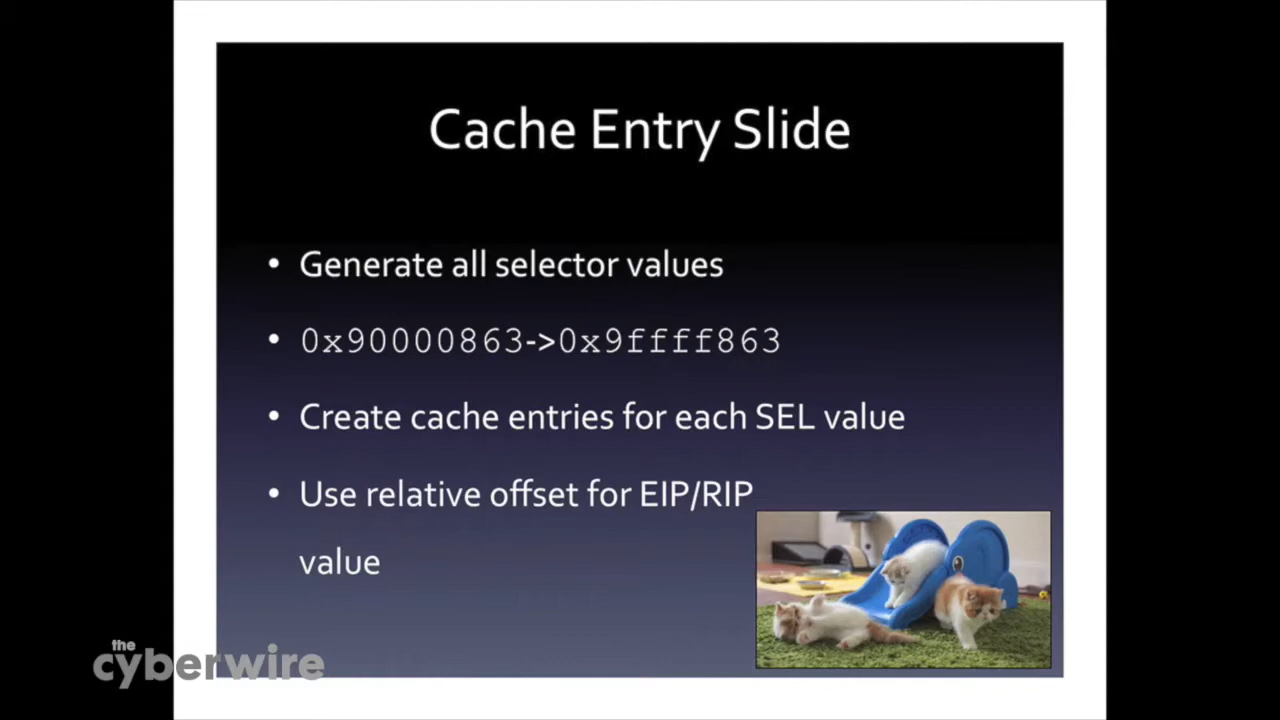 Cache Entry Slide
• Generate all selector values
• 0x90000863->0x9ffff863
• Create cache entries for each SEL value
• Use relative offset for EIP/RIP
value
the
cyberwire